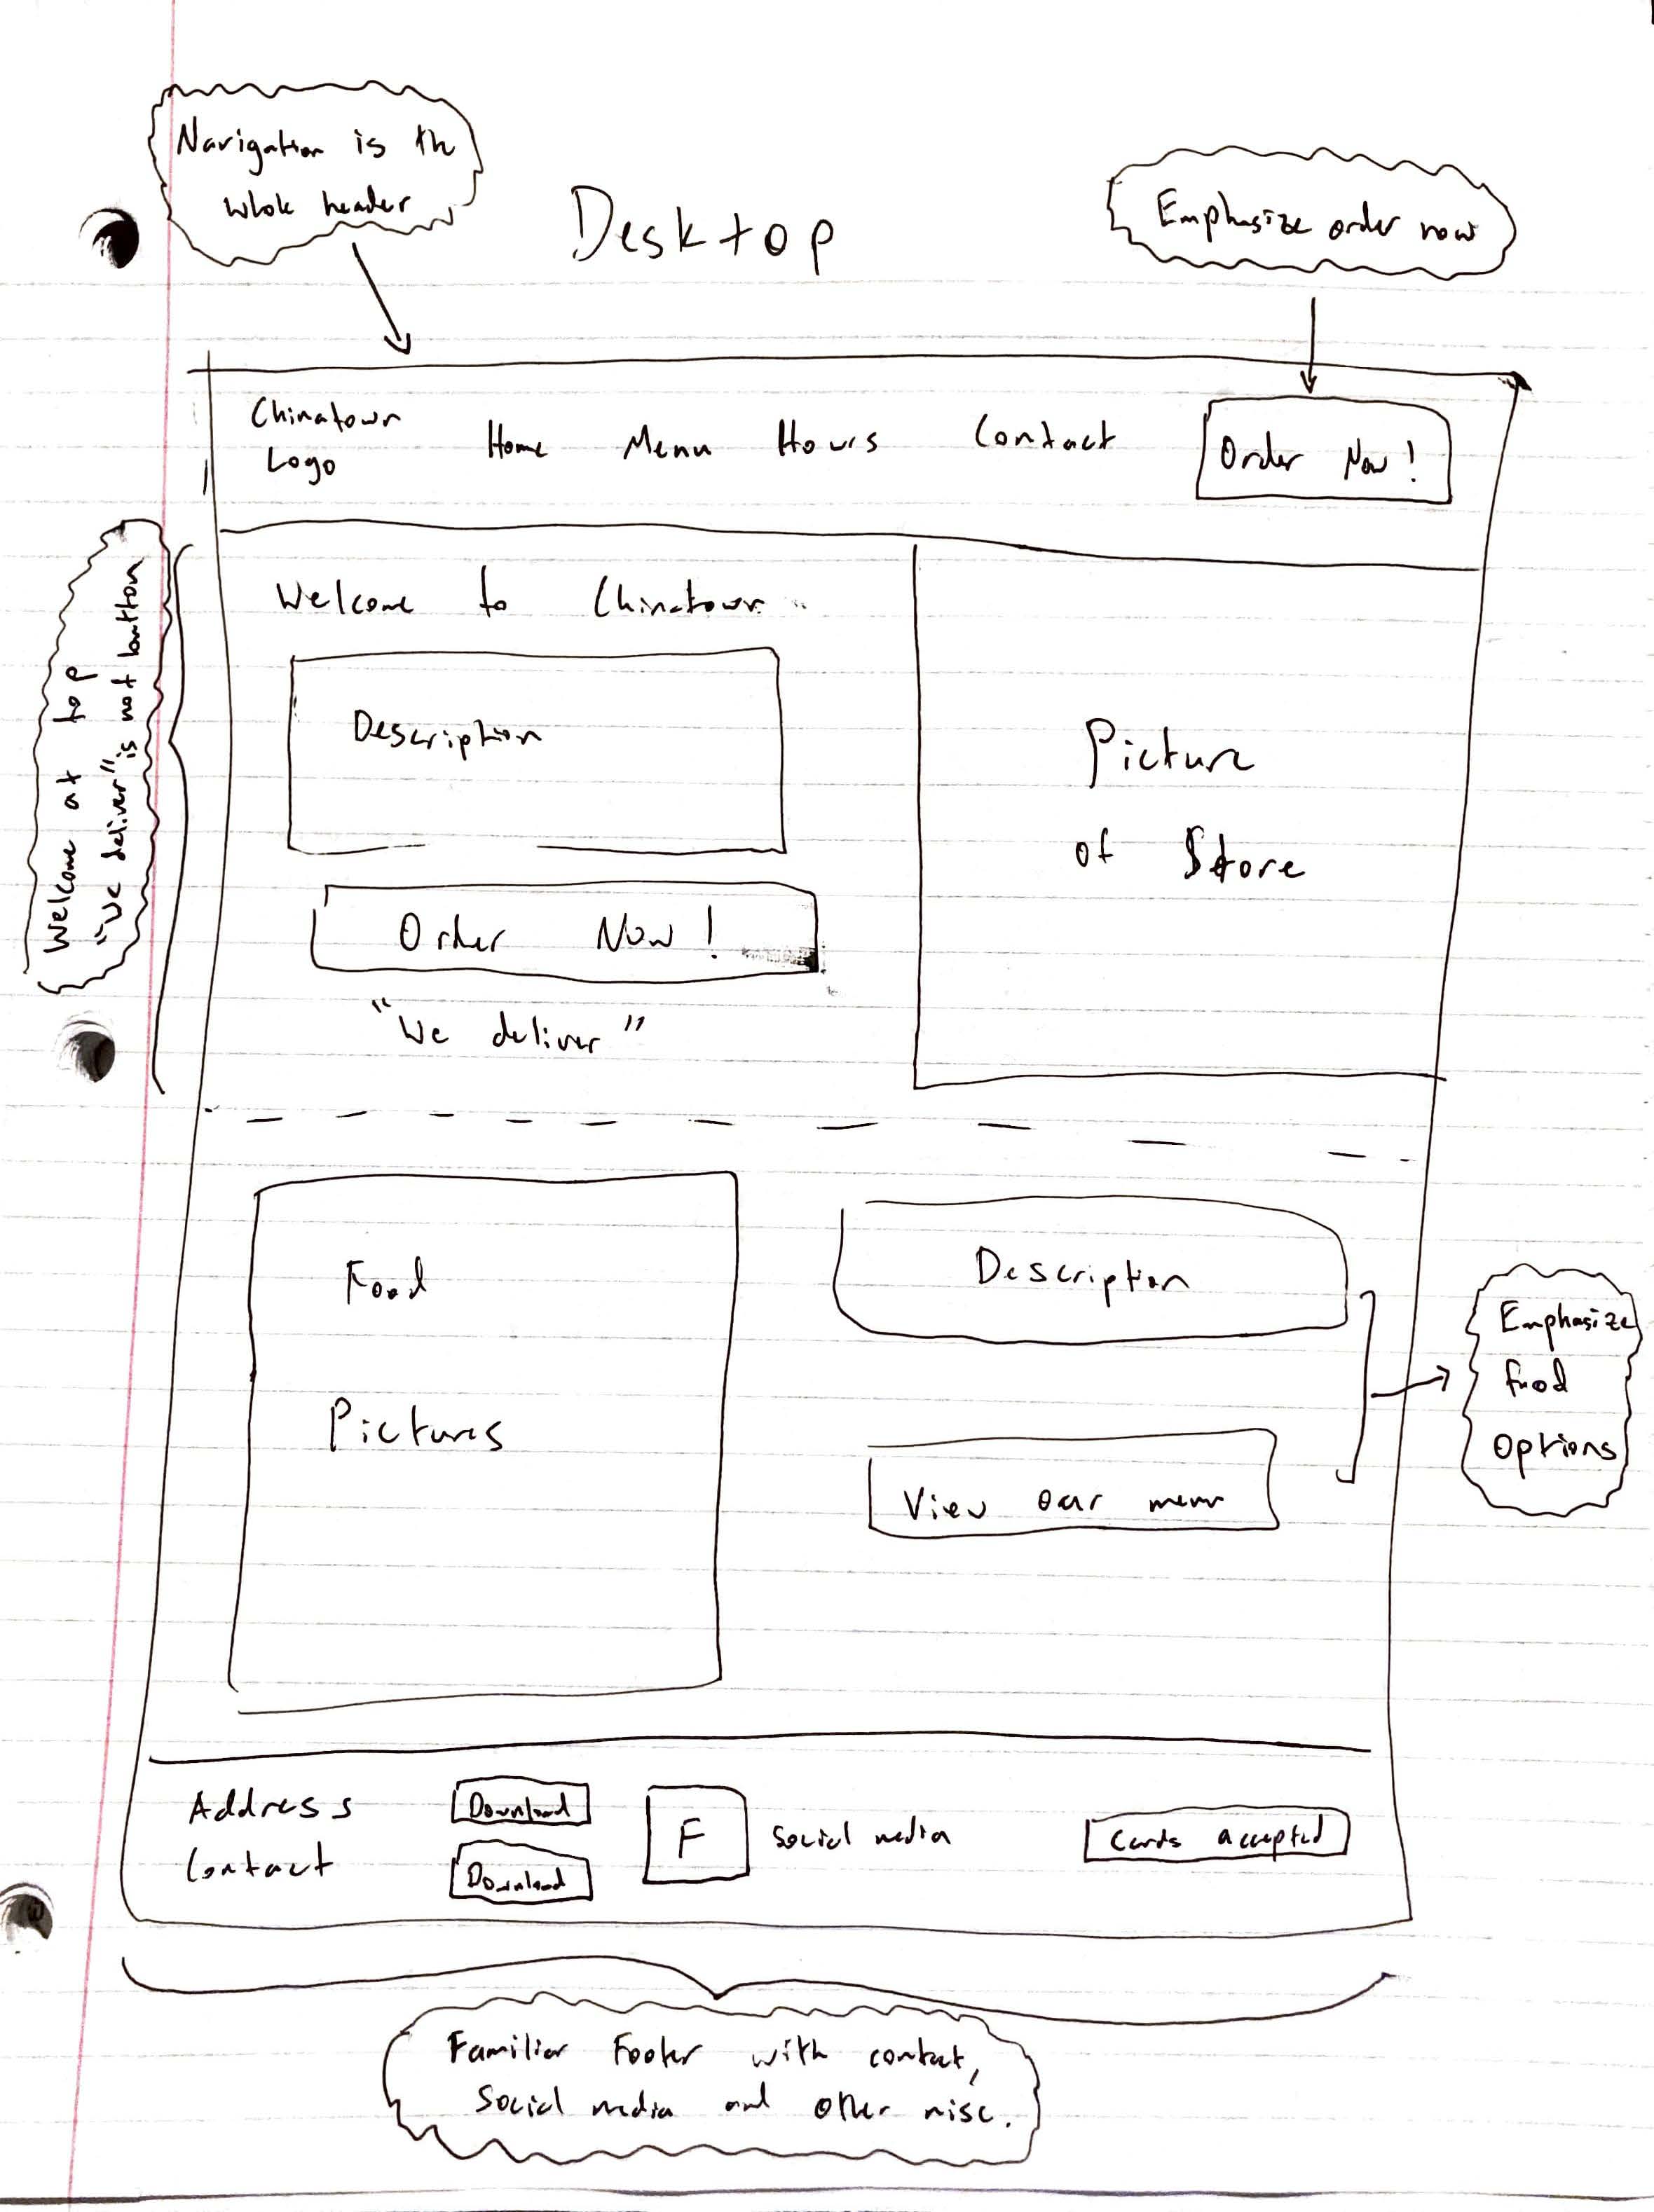 Navigation is th
whole header
Desktop
Emphasize order now
Chinatown
Logo
Home Menu Hours Contact
Order Now!
Welcome at top
"we deliver" is not button
Welcome to Chinatown
Description
Order Now!
"We deliver"
Picture
of Store
Food
Pictures
Description
View our menu
Emphasize
food
options
Address
Contact
Download
Download
F
Social media
Cards accepted
Familiar Footer with contact,
Social media and other misc.